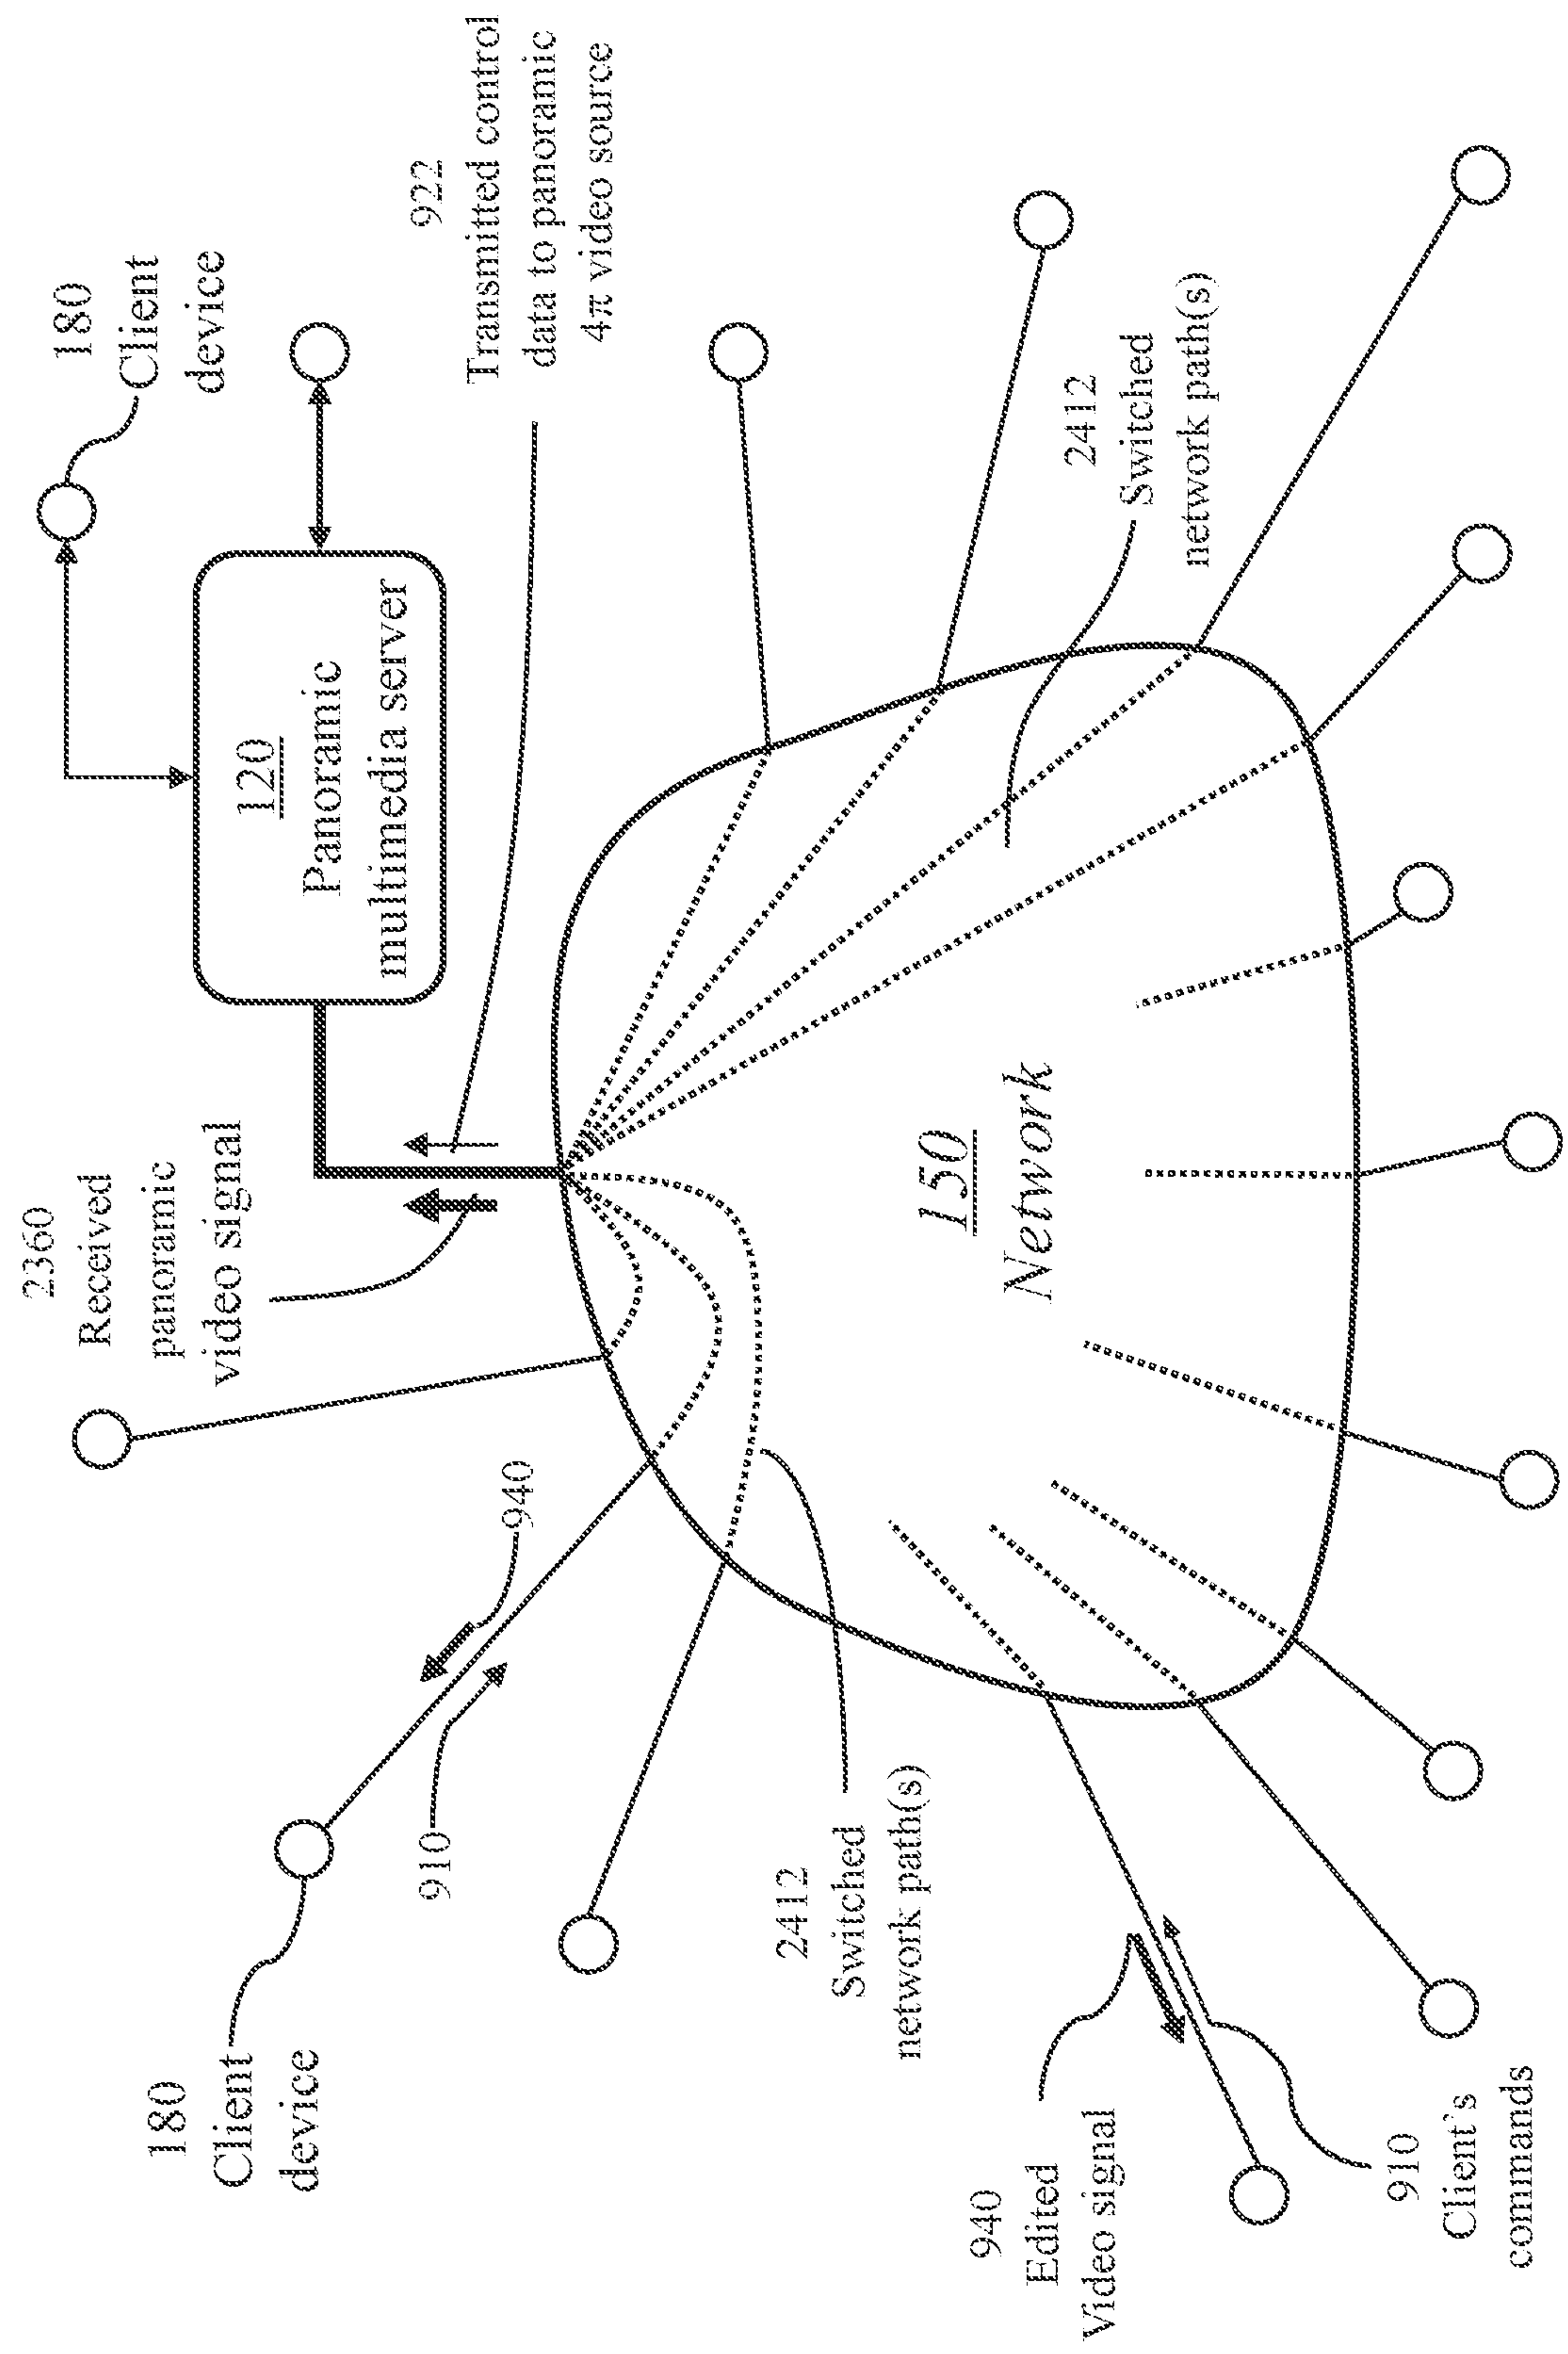 2360
Received
panoramic
video signal
120
Panoramic
multimedia server
180
Client
device
922
Transmitted control
data to panoramic
4π video source
180
Client
device
940
910
2412
Switched
network path(s)
150
Network
2412
Switched
network path(s)
940
Edited
Video signal
910
Client's
commands